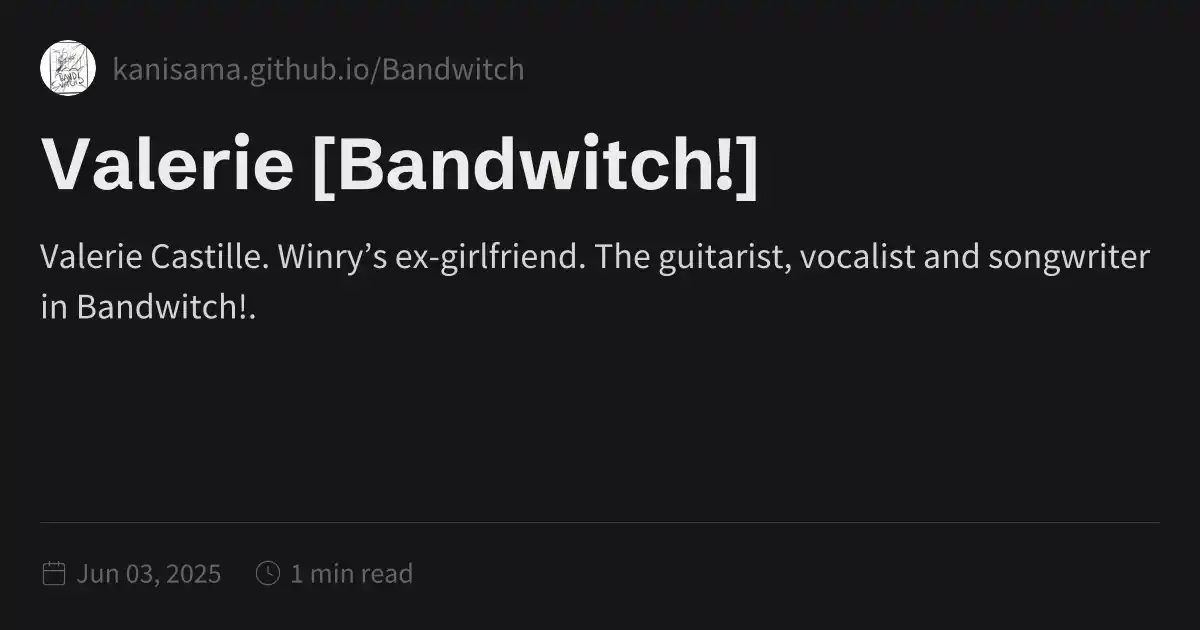 kanisama.github.io/Bandwitch
Valerie [Bandwitch!]
Valerie Castille. Winry’s ex-girlfriend. The guitarist, vocalist and songwriter
in Bandwitch!.
Jun 03, 2025
1 min read